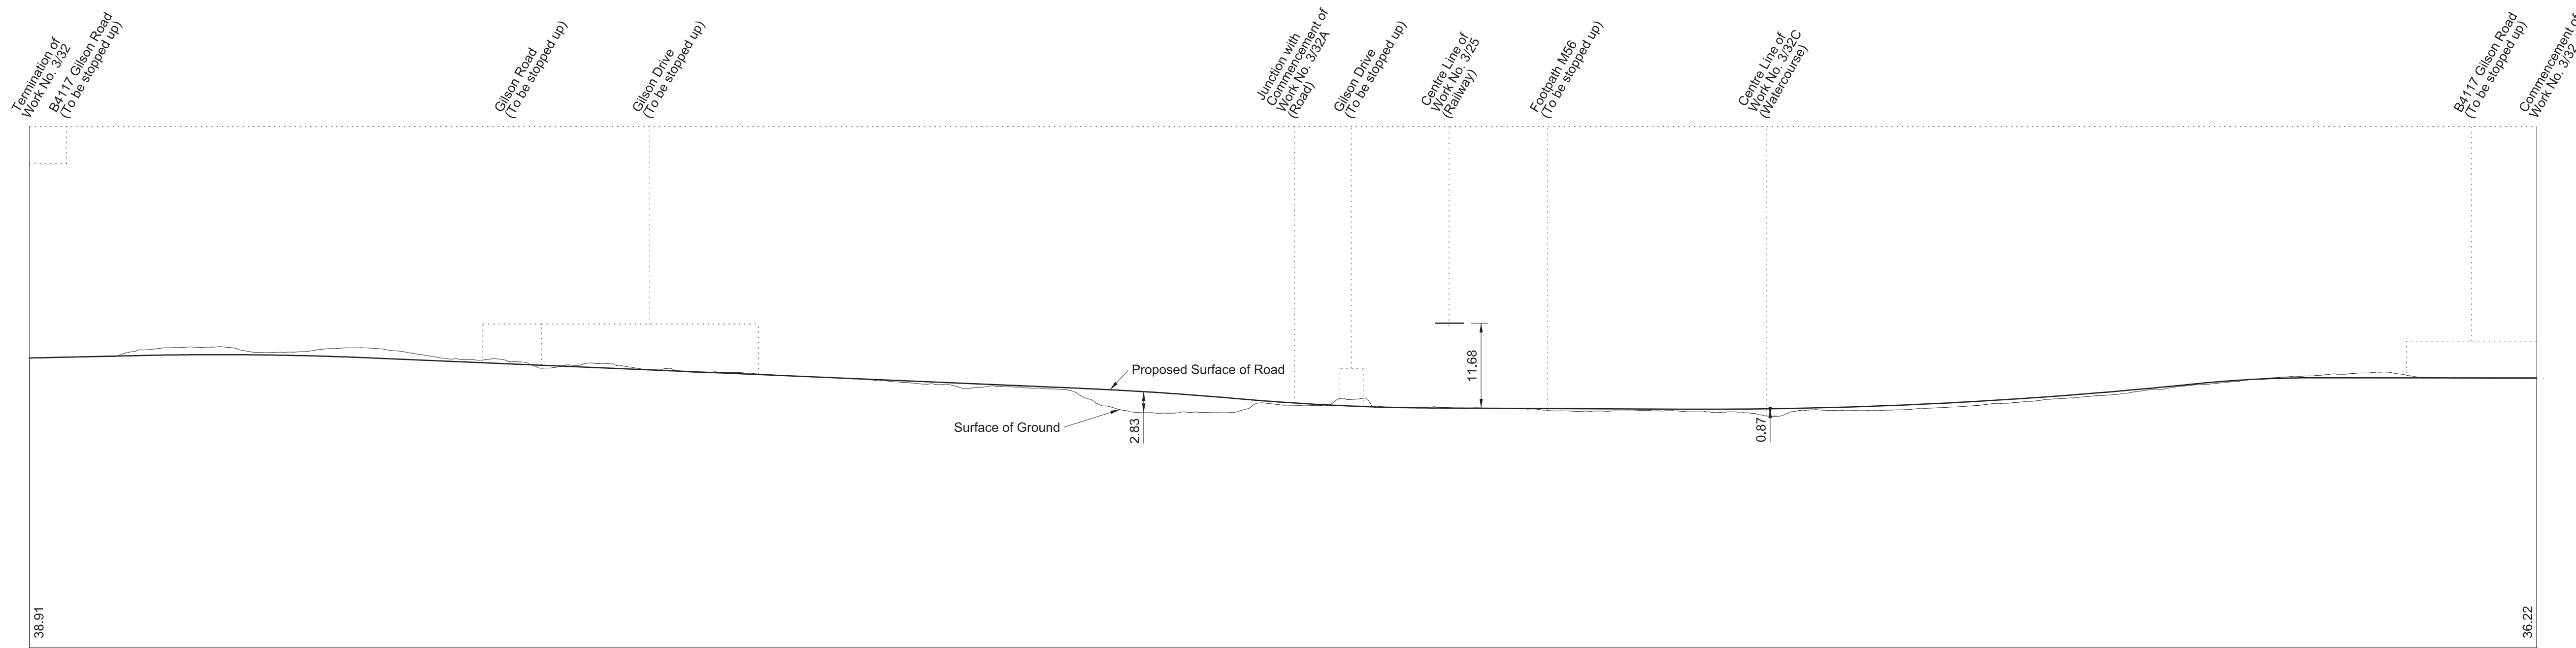 Termination of
Work No. 3/32
B4117 Gilson Road
(To be stopped up)
Gilson Road
(To be stopped up)
Gilson Drive
(To be stopped up)
Junction with
Commencement of
Work No. 3/32A
(Road)
Gilson Drive
(To be stopped up)
Centre Line of
Work No. 3/25
(Railway)
Footpath M56
(To be stopped up)
Centre Line of
Work No. 3/32C
(Watercourse)
B4117 Gilson Road
(To be stopped up)
Commencement of
Work No. 3/32
11.68
Proposed Surface of Road
Surface of Ground
2.83
0.87
38.91
36.22